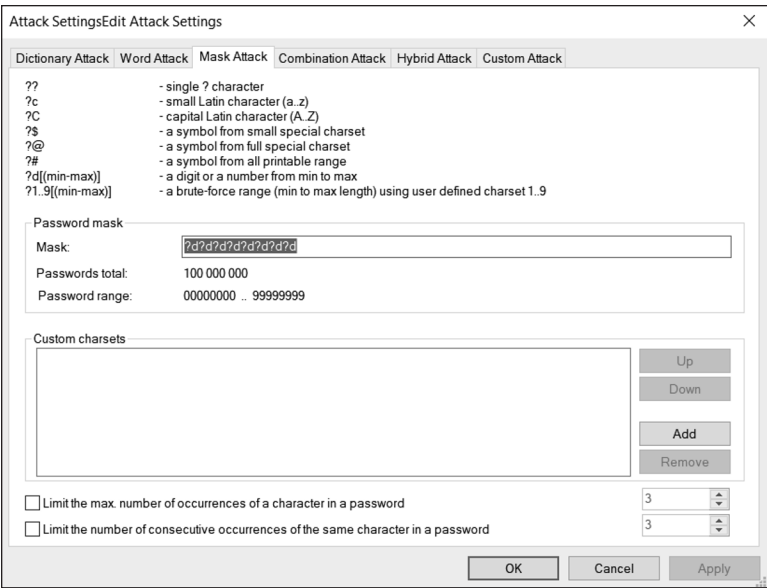 Attack SettingsEdit Attack Settings
Dictionary Attack Word Attack Mask Attack Combination Attack Hybrid Attack Custom Attack
?? - single ? character
?c - small Latin character (a..z)
?C - capital Latin character (A..Z)
?$ - a symbol from small special charset
?@ - a symbol from full special charset
?# - a symbol from all printable range
?d[(min-max)] - a digit or a number from min to max
?1..9[(min-max)] - a brute-force range (min to max length) using user defined charset 1..9
Password mask
Mask: ?d?d?d?d?d?d?d?d
Passwords total: 100 000 000
Password range: 00000000 .. 99999999
Custom charsets
Up
Down
Add
Remove
Limit the max. number of occurrences of a character in a password 3
Limit the number of consecutive occurrences of the same character in a password 3
OK Cancel Apply